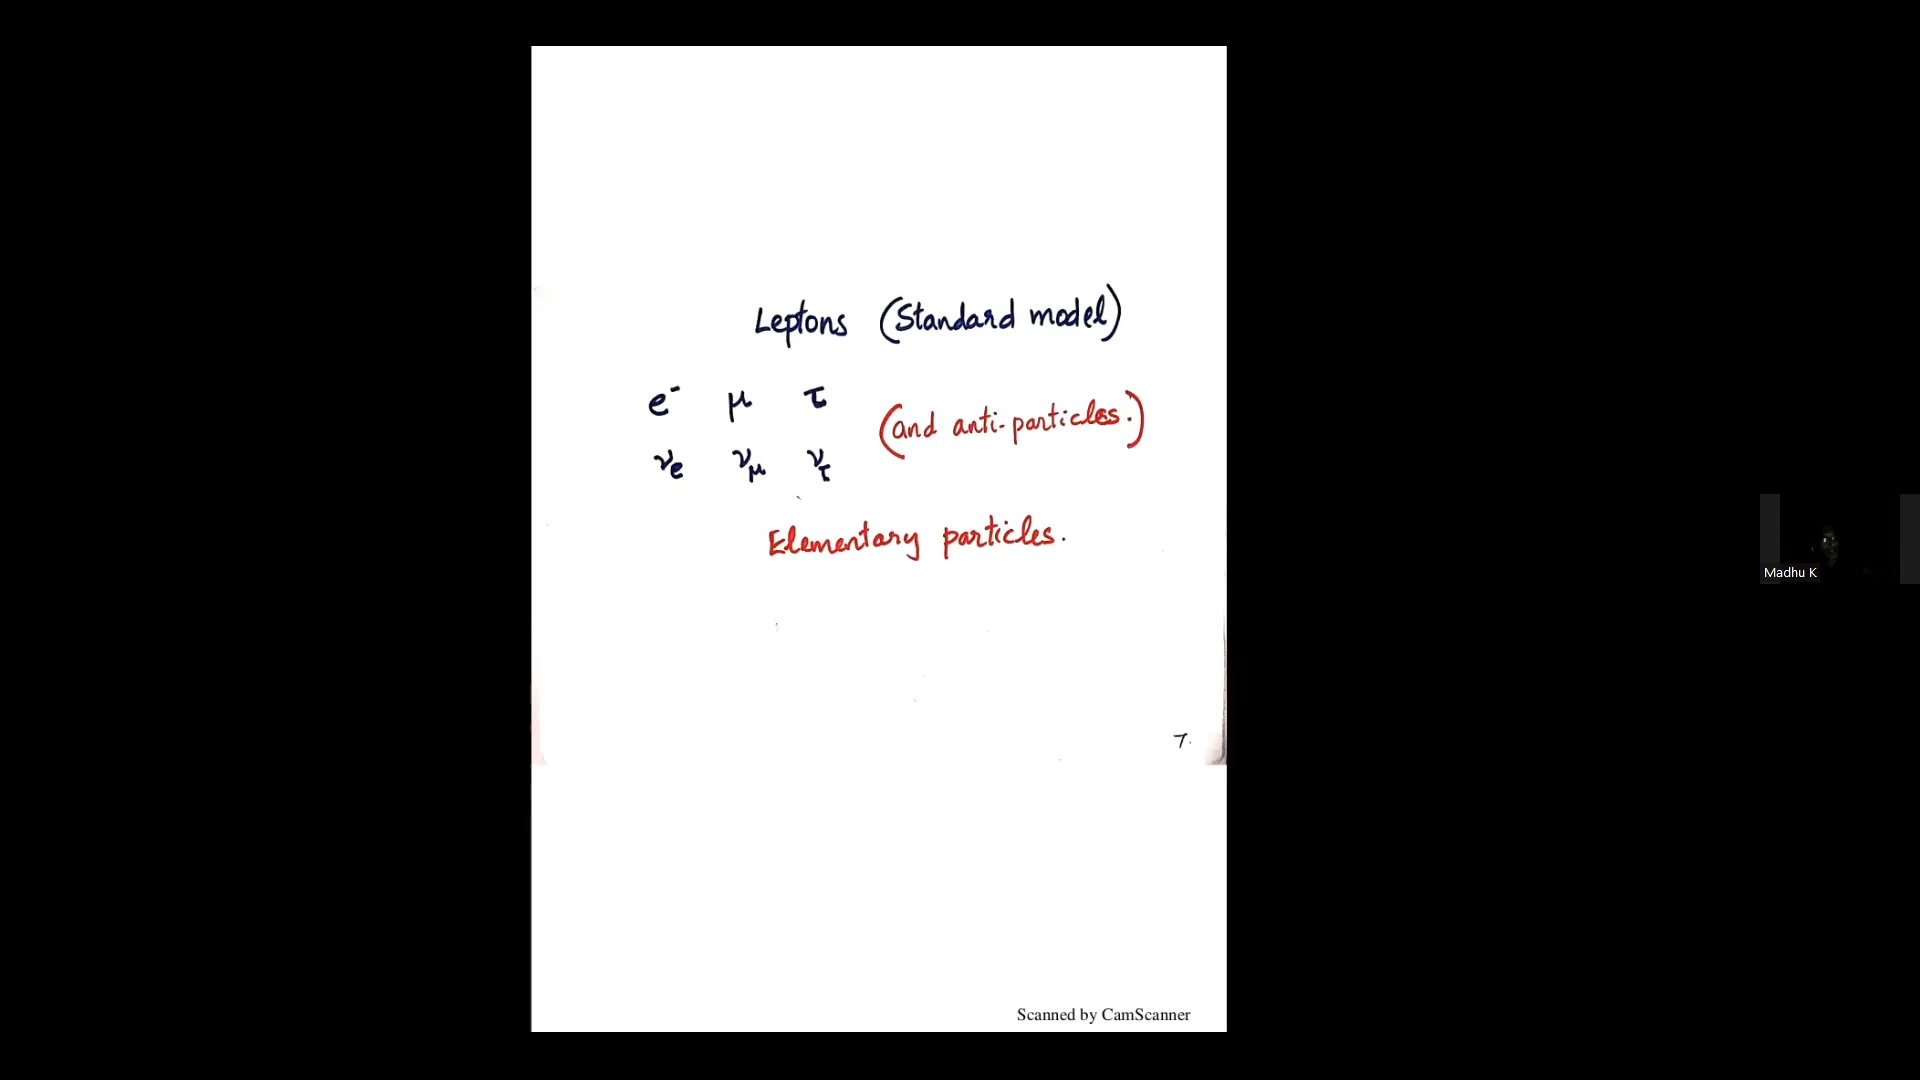 Leptons (Standard model)
e⁻ μ τ (and anti-particles.)
νe νμ ντ
Elementary particles.
7.
Scanned by CamScanner
Madhu K